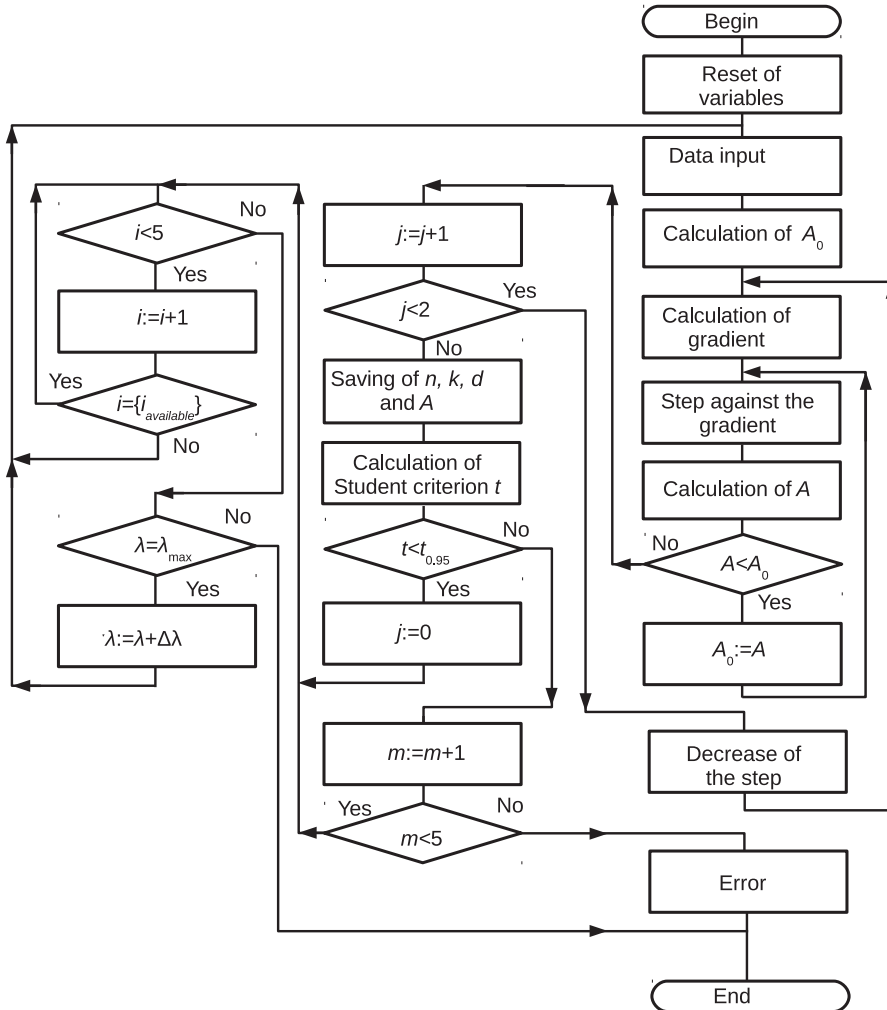 Begin
Reset of
variables
Data input
Calculation of A₀
Calculation of
gradient
Step against the
gradient
Calculation of A
No
A<A₀
Yes
A₀:=A
Decrease of
the step
Error
End
j:=j+1
j<2
Yes
No
Saving of n, k, d
and A
Calculation of
Student criterion t
t<t₀.₉₅
No
Yes
j:=0
m:=m+1
Yes
No
m<5
No
i<5
Yes
i:=i+1
Yes
i={i_available}
No
No
λ=λ_max
Yes
λ:=λ+Δλ